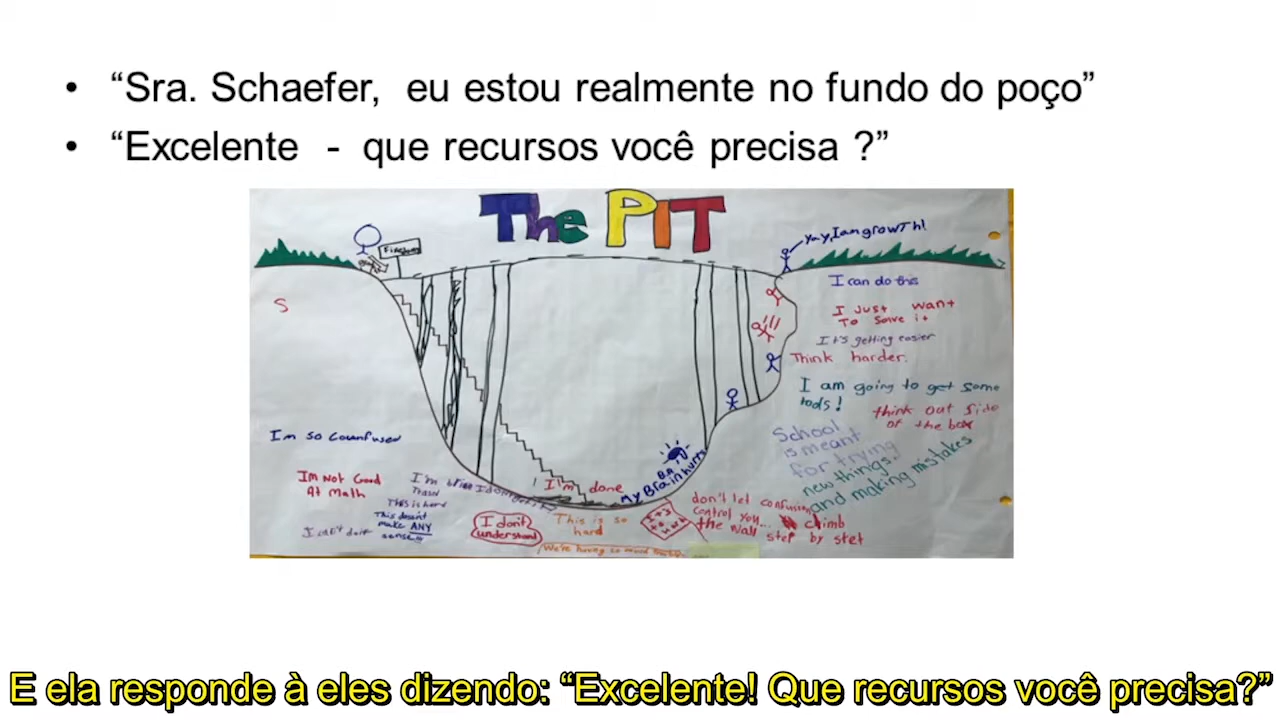 • “Sra. Schaefer, eu estou realmente no fundo do poço”
• “Excelente - que recursos você precisa ?”
The PIT
Yay, I am growTh!
I can do this
I Just want
To Solve it
It's getting easier
Think harder.
I am going to get some
tools!
think out side
of the box
School
is meant
for trying
new things.
and making mistakes
S
Im so counfused
Im Not Good
At Math
This is hard
This doesn't
make ANY
sense!!!
I can't do it
I'm done
My Brain hurts
I don't
understand
This is so
hard
don't let confusion
control you...
the wall climb
step by stet
E ela responde à eles dizendo: “Excelente! Que recursos você precisa?”